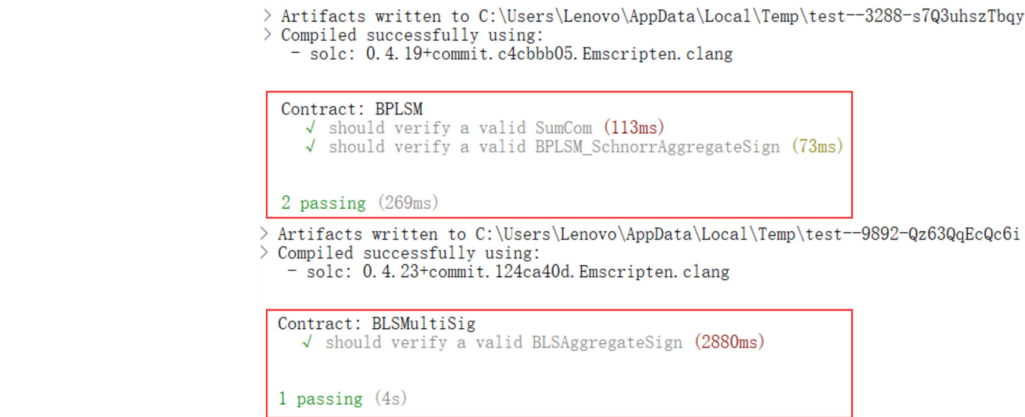 > Artifacts written to C:\Users\Lenovo\AppData\Local\Temp\test--3288-s7Q3uhszTbqy
> Compiled successfully using:
- solc: 0.4.19+commit.c4cbbb05.Emscripten.clang
Contract: BPLSM
√ should verify a valid SumCom (113ms)
√ should verify a valid BPLSM_SchnorrAggregateSign (73ms)
2 passing (269ms)
> Artifacts written to C:\Users\Lenovo\AppData\Local\Temp\test--9892-Qz63QqEcQc6i
> Compiled successfully using:
- solc: 0.4.23+commit.124ca40d.Emscripten.clang
Contract: BLSMultiSig
√ should verify a valid BLSAggregateSign (2880ms)
1 passing (4s)